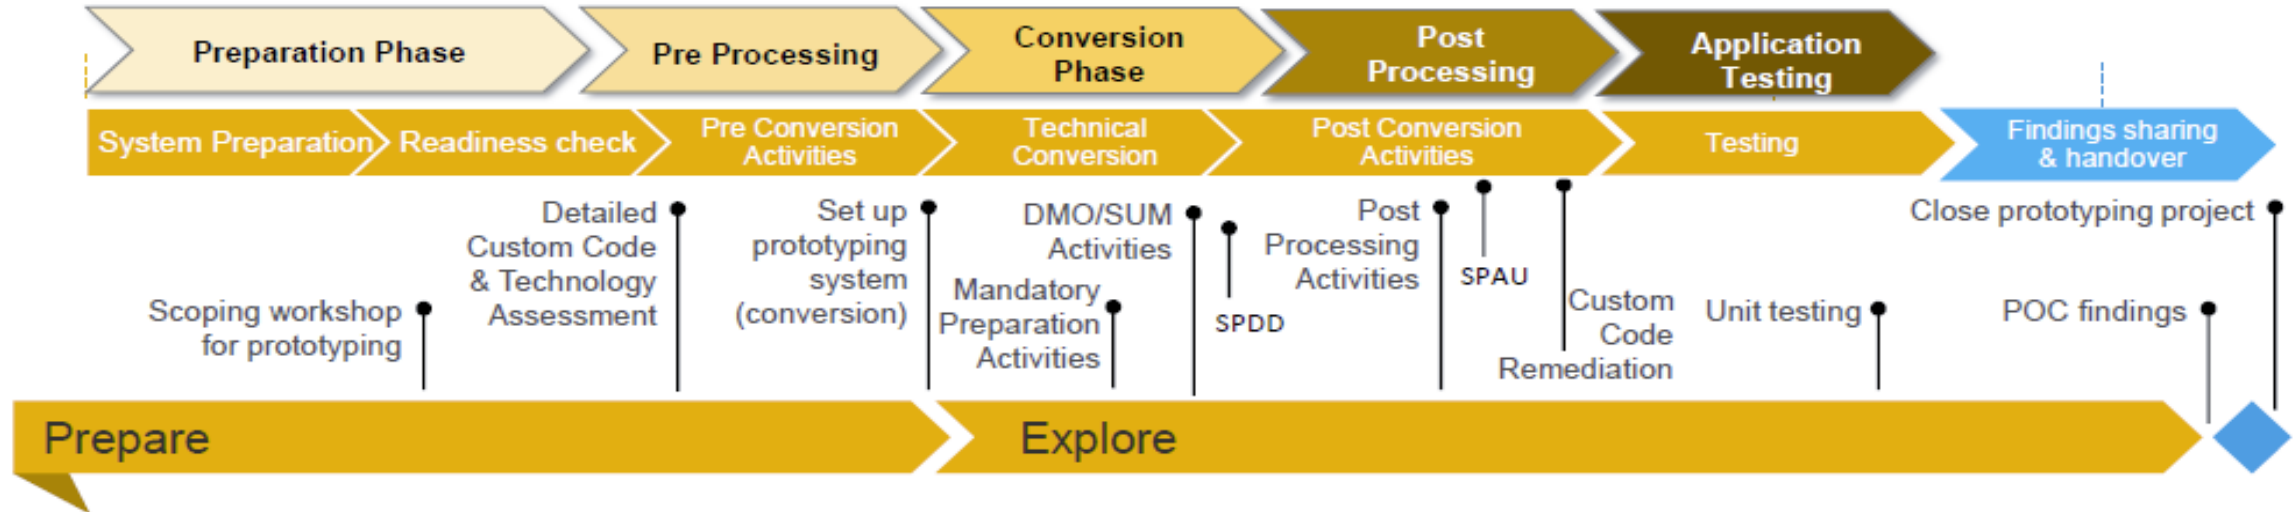 Preparation Phase
Pre Processing
Conversion
Phase
Post
Processing
Application
Testing
System Preparation
Readiness check
Pre Conversion
Activities
Technical
Conversion
Post Conversion
Activities
Testing
Findings sharing
& handover
Scoping workshop
for prototyping
Detailed
Custom Code
& Technology
Assessment
Set up
prototyping
system
(conversion)
Mandatory
Preparation
Activities
DMO/SUM
Activities
SPDD
Post
Processing
Activities
SPAU
Custom
Code
Remediation
Unit testing
POC findings
Close prototyping project
Prepare
Explore